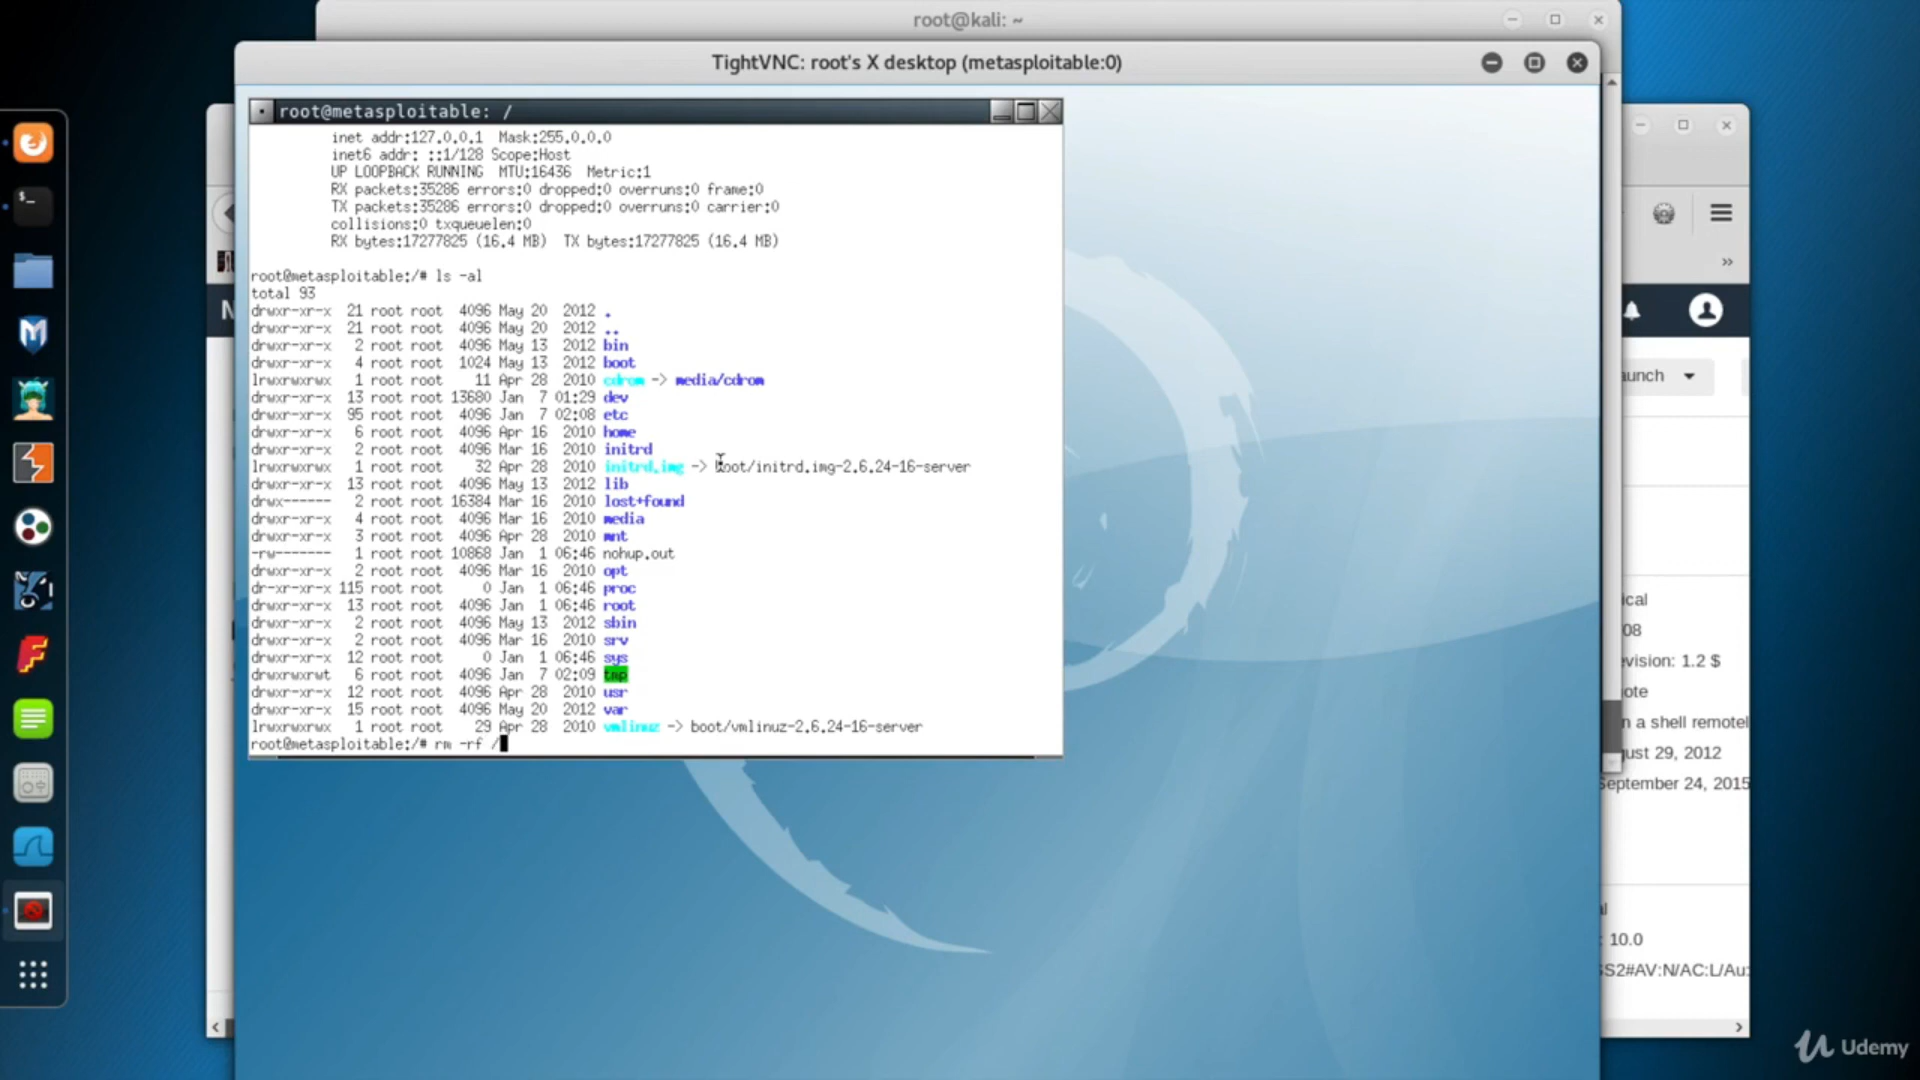 root@kali: ~
TightVNC: root's X desktop (metasploitable:0)
root@metasploitable: /
inet addr:127.0.0.1  Mask:255.0.0.0
inet6 addr: ::1/128 Scope:Host
UP LOOPBACK RUNNING  MTU:16436  Metric:1
RX packets:35286 errors:0 dropped:0 overruns:0 frame:0
TX packets:35286 errors:0 dropped:0 overruns:0 carrier:0
collisions:0 txqueuelen:0
RX bytes:17277825 (16.4 MB)  TX bytes:17277825 (16.4 MB)
root@metasploitable:/# ls -al
total 93
drwxr-xr-x  21 root root  4096 May 20  2012 .
drwxr-xr-x  21 root root  4096 May 20  2012 ..
drwxr-xr-x   2 root root  4096 May 13  2012 bin
drwxr-xr-x   4 root root  1024 May 13  2012 boot
lrwxrwxrwx   1 root root    11 Apr 28  2010 cdrom -> media/cdrom
drwxr-xr-x  13 root root 13680 Jan  7 01:29 dev
drwxr-xr-x  95 root root  4096 Jan  7 02:08 etc
drwxr-xr-x   6 root root  4096 Apr 16  2010 home
drwxr-xr-x   2 root root  4096 Mar 16  2010 initrd
lrwxrwxrwx   1 root root    32 Apr 28  2010 initrd.img -> boot/initrd.img-2.6.24-16-server
drwxr-xr-x  13 root root  4096 May 13  2012 lib
drwx------   2 root root 16384 Mar 16  2010 lost+found
drwxr-xr-x   4 root root  4096 Mar 16  2010 media
drwxr-xr-x   3 root root  4096 Apr 28  2010 mnt
-rw-------   1 root root 10868 Jan  1 06:46 nohup.out
drwxr-xr-x   2 root root  4096 Mar 16  2010 opt
dr-xr-xr-x 115 root root     0 Jan  1 06:46 proc
drwxr-xr-x  13 root root  4096 Jan  1 06:46 root
drwxr-xr-x   2 root root  4096 May 13  2012 sbin
drwxr-xr-x   2 root root  4096 Mar 16  2010 srv
drwxr-xr-x  12 root root     0 Jan  1 06:46 sys
drwxrwxrwt   6 root root  4096 Jan  7 02:09 tmp
drwxr-xr-x  12 root root  4096 Apr 28  2010 usr
drwxr-xr-x  15 root root  4096 May 20  2012 var
lrwxrwxrwx   1 root root    29 Apr 28  2010 vmlinuz -> boot/vmlinuz-2.6.24-16-server
root@metasploitable:/# rm -rf /
N
aunch
ical
08
evision: 1.2 $
ote
n a shell remotel
gust 29, 2012
September 24, 2015
al
: 10.0
SS2#AV:N/AC:L/Au:
Udemy